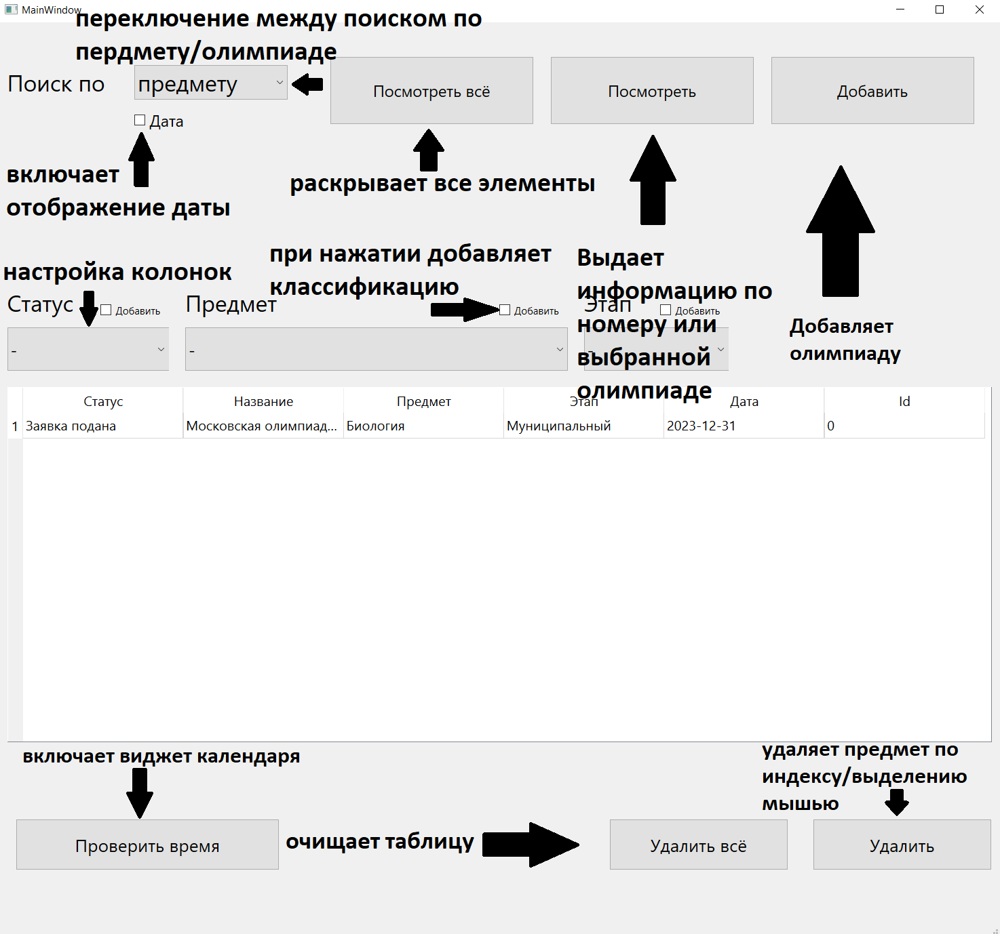 MainWindow
переключение между поиском по
пердмету/олимпиаде
Поиск по
предмету
Посмотреть всё
Посмотреть
Добавить
Дата
включает
отображение даты
раскрывает все элементы
настройка колонок
при нажатии добавляет
классификацию
Выдает
информацию по
номеру или
выбранной
олимпиаде
Добавляет
олимпиаду
Статус
Добавить
Предмет
Добавить
Этап
Добавить
-
-
-
Статус Название Предмет Этап Дата Id
1 Заявка подана Московская олимпиад... Биология Муниципальный 2023-12-31 0
включает виджет календаря
удаляет предмет по
индексу/выделению
мышью
Проверить время
очищает таблицу
Удалить всё
Удалить